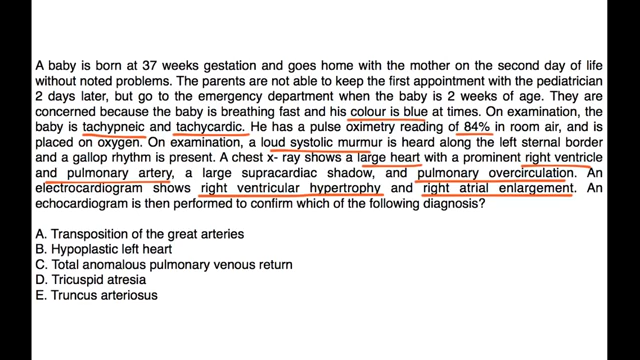 A baby is born at 37 weeks gestation and goes home with the mother on the second day of life
without noted problems. The parents are not able to keep the first appointment with the pediatrician
2 days later, but go to the emergency department when the baby is 2 weeks of age. They are
concerned because the baby is breathing fast and his colour is blue at times. On examination, the
baby is tachypneic and tachycardic. He has a pulse oximetry reading of 84% in room air, and is
placed on oxygen. On examination, a loud systolic murmur is heard along the left sternal border
and a gallop rhythm is present. A chest x- ray shows a large heart with a prominent right ventricle
and pulmonary artery, a large supracardiac shadow, and pulmonary overcirculation. An
electrocardiogram shows right ventricular hypertrophy and right atrial enlargement. An
echocardiogram is then performed to confirm which of the following diagnosis?
A. Transposition of the great arteries
B. Hypoplastic left heart
C. Total anomalous pulmonary venous return
D. Tricuspid atresia
E. Truncus arteriosus